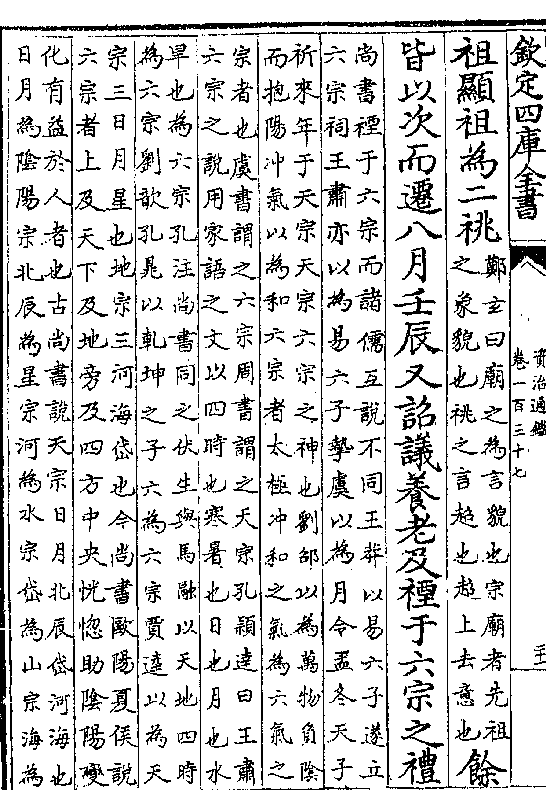 欽定四庫全書
資治通鑑
卷一百三十七
祖顯祖為二祧鄭玄曰廟之為言貌也宗廟者先祖
之象貌也祧之言超也超上去意也餘
皆以次而遷八月壬辰又詔議養老及禋于六宗之禮
尚書禋于六宗而諸儒互說不同王莽以易六子遂立
六宗祠王肅亦以為易六子摯虞以為月令孟冬天子
祈來年于天宗天宗六宗之神也劉邵以為萬物負陰
而抱陽沖氣以為和六宗者太極沖和之氣為六氣之
宗者也虞書謂之六宗周書謂之天宗孔穎達曰王肅
六宗之說用家語之文以四時也寒暑也日也月也水
旱也為六宗孔注尚書同之伏生與馬融以天地四時
為六宗劉歆孔晁以乾坤之子六為六宗賈逵以為天
宗三日月星也地宗三河海岱也今尚書歐陽夏侯說
六宗者上及天下及地旁及四方中央恍惚助陰陽變
化有益於人者也古尚書說天宗日月北辰岱河海也
日月為陰陽宗北辰為星宗河為水宗岱為山宗海為